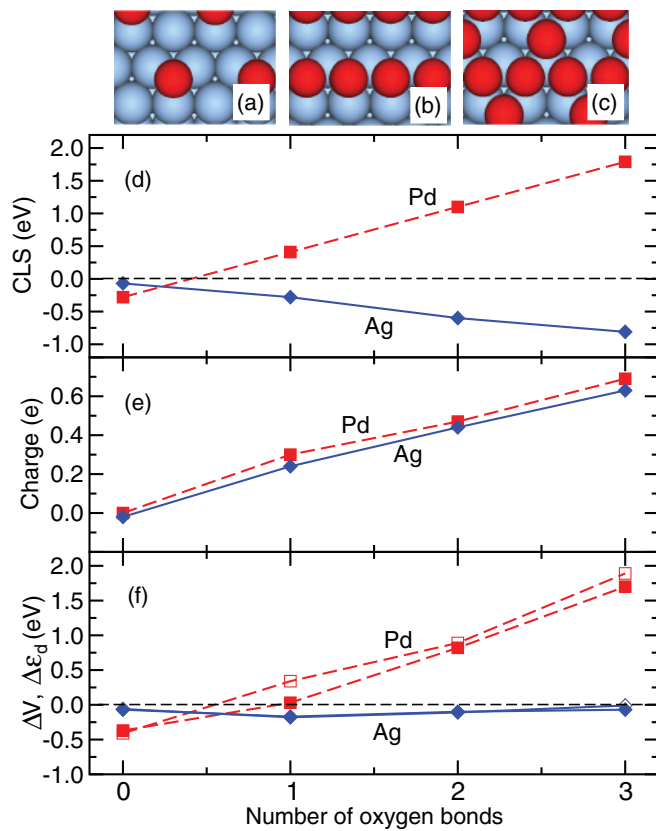 (a) (b) (c)
2.0
(d)
1.5
Pd
1.0
0.5
CLS (eV)
0.0
-0.5
Ag
-1.0
0.6
(e)
Pd
0.4
Ag
Charge (e)
0.2
0.0
2.0
(f)
1.5
Pd
1.0
0.5
ΔV, Δε_d (eV)
0.0
Ag
-0.5
-1.0
0 1 2 3
Number of oxygen bonds